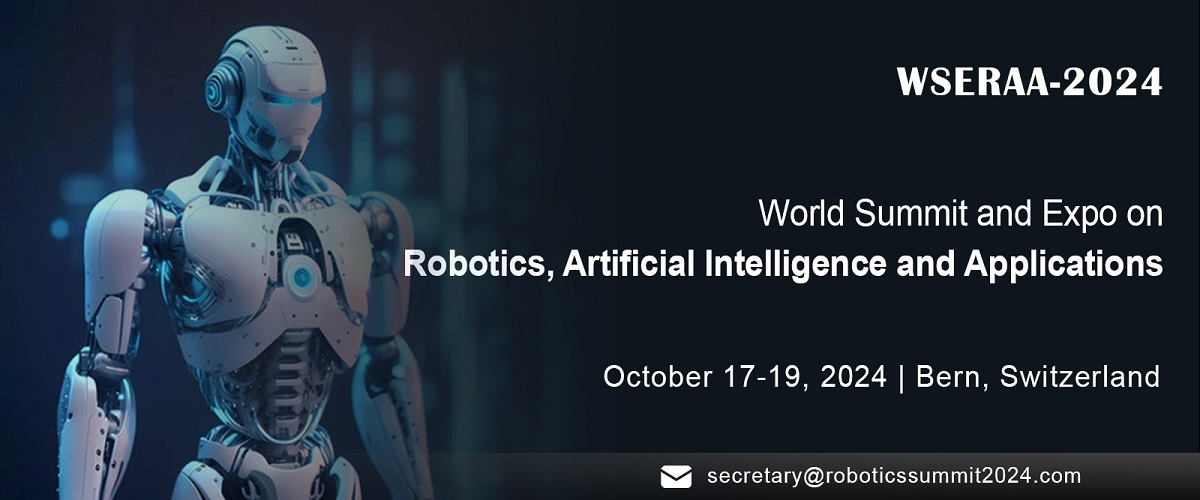 WSERAA-2024
World Summit and Expo on
Robotics, Artificial Intelligence and Applications
October 17-19, 2024 | Bern, Switzerland
secretary@roboticssummit2024.com